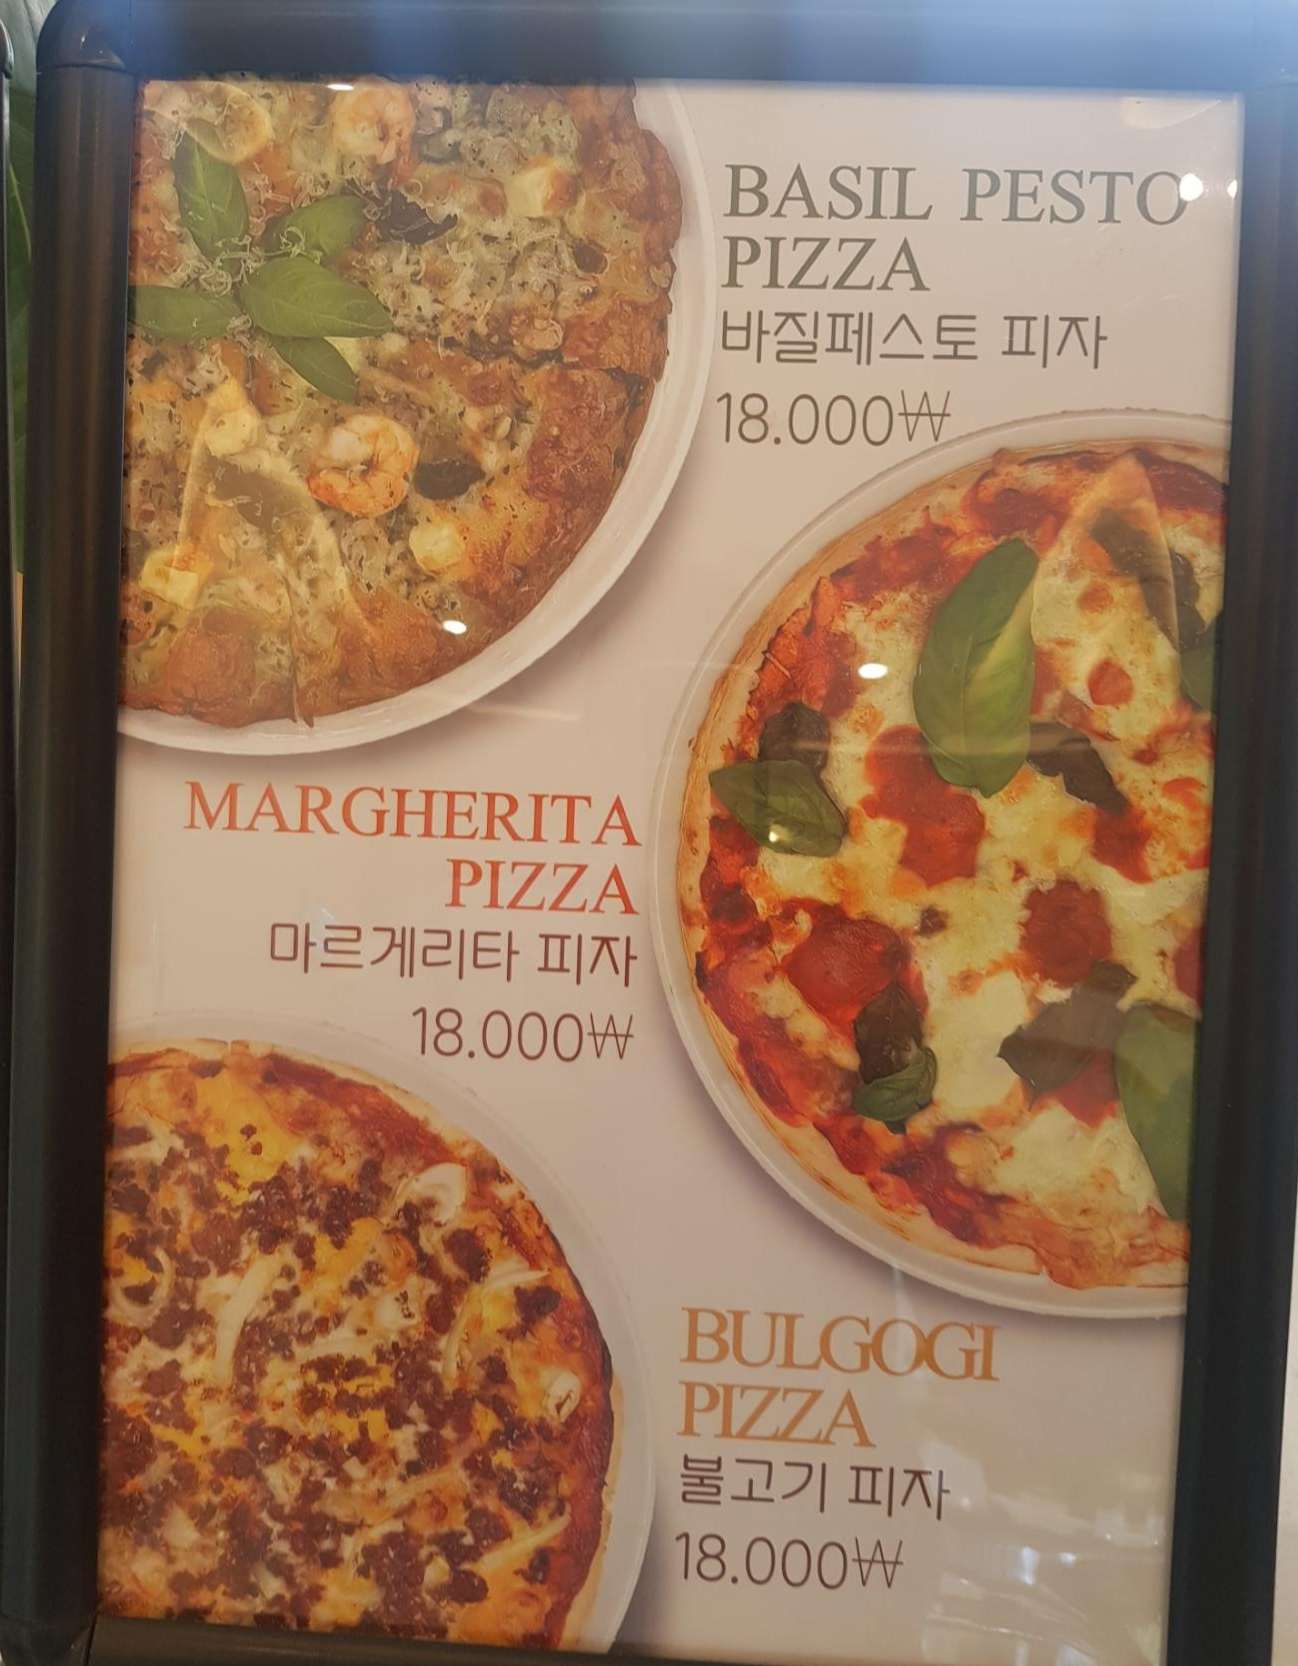 BASIL PESTO
PIZZA
바질페스토 피자
18.000₩
MARGHERITA
PIZZA
마르게리타 피자
18.000₩
BULGOGI
PIZZA
불고기 피자
18.000₩